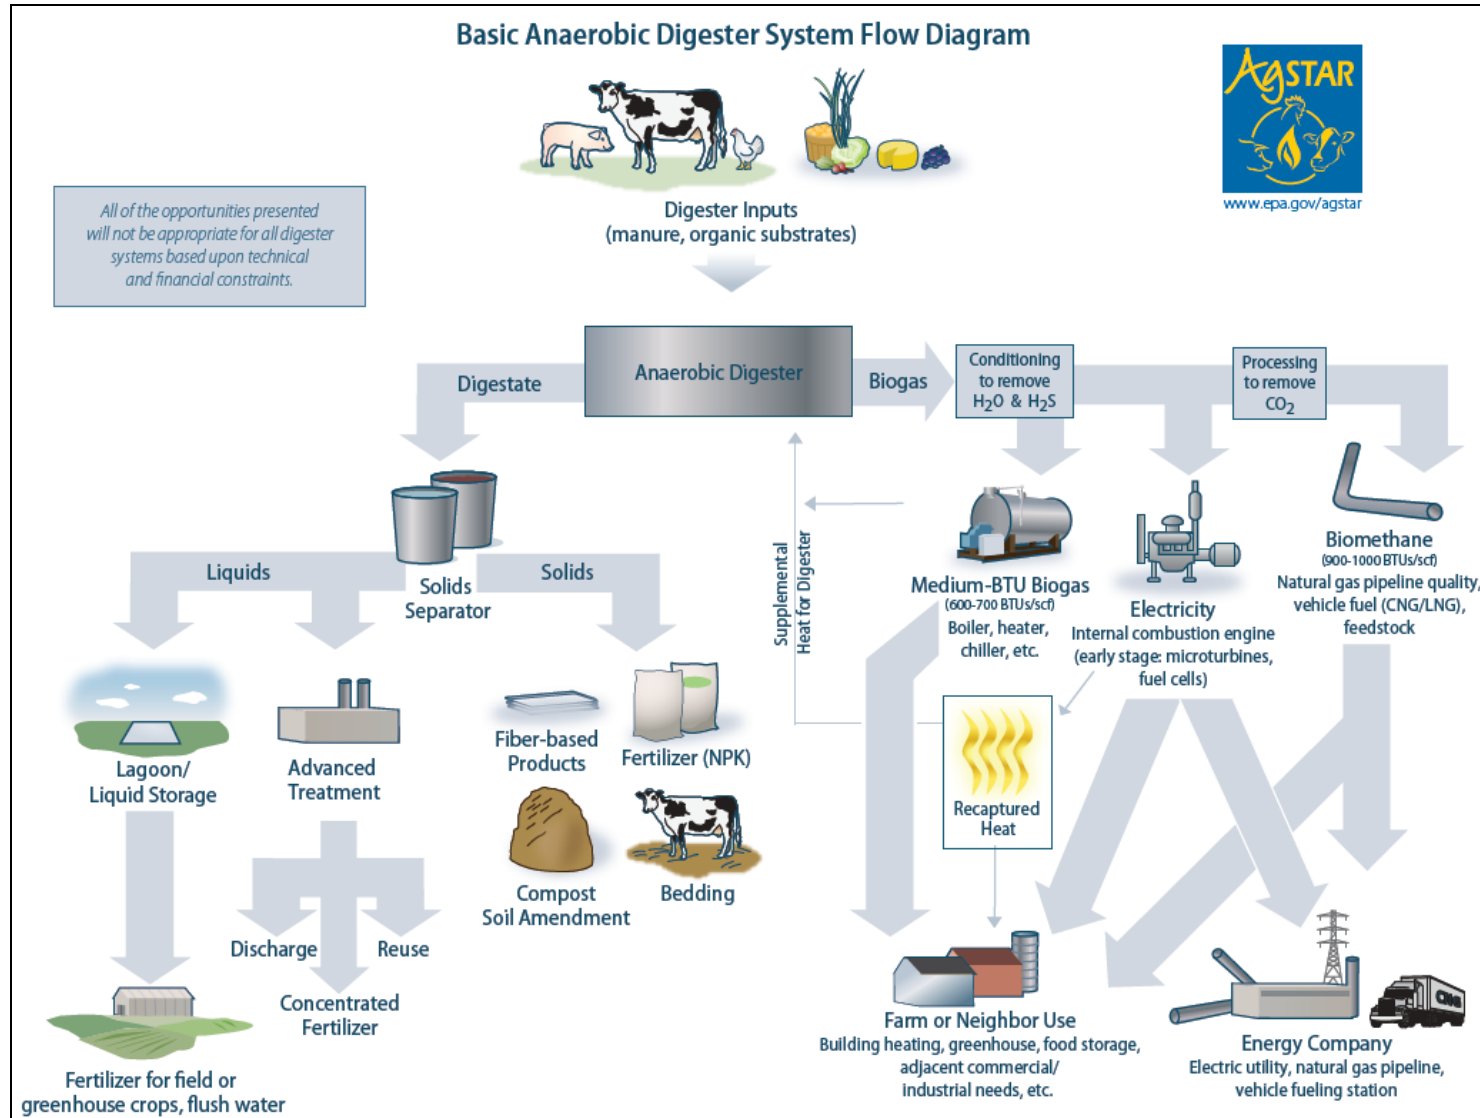 Basic Anaerobic Digester System Flow Diagram
AgSTAR
www.epa.gov/agstar
All of the opportunities presented
will not be appropriate for all digester
systems based upon technical
and financial constraints.
Digester Inputs
(manure, organic substrates)
Anaerobic Digester
Digestate
Biogas
Conditioning
to remove
H2O & H2S
Processing
to remove
CO2
Solids
Separator
Liquids
Solids
Supplemental
Heat for Digester
Medium-BTU Biogas
(600-700 BTUs/scf)
Boiler, heater,
chiller, etc.
Electricity
Internal combustion engine
(early stage: microturbines,
fuel cells)
Biomethane
(900-1000 BTUs/scf)
Natural gas pipeline quality,
vehicle fuel (CNG/LNG),
feedstock
Lagoon/
Liquid Storage
Advanced
Treatment
Fiber-based
Products
Fertilizer (NPK)
Compost
Soil Amendment
Bedding
Recaptured
Heat
Discharge
Reuse
Concentrated
Fertilizer
Fertilizer for field or
greenhouse crops, flush water
Farm or Neighbor Use
Building heating, greenhouse, food storage,
adjacent commercial/
industrial needs, etc.
CNG
Energy Company
Electric utility, natural gas pipeline,
vehicle fueling station